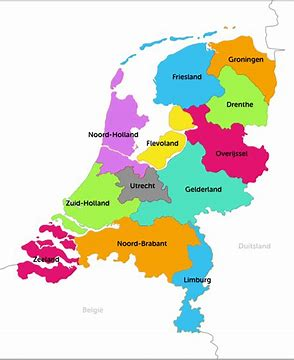 Groningen
Friesland
Drenthe
Noord-Holland
Flevoland
Overijssel
Utrecht
Gelderland
Zuid-Holland
Noord-Brabant
Duitsland
Zeeland
Limburg
België